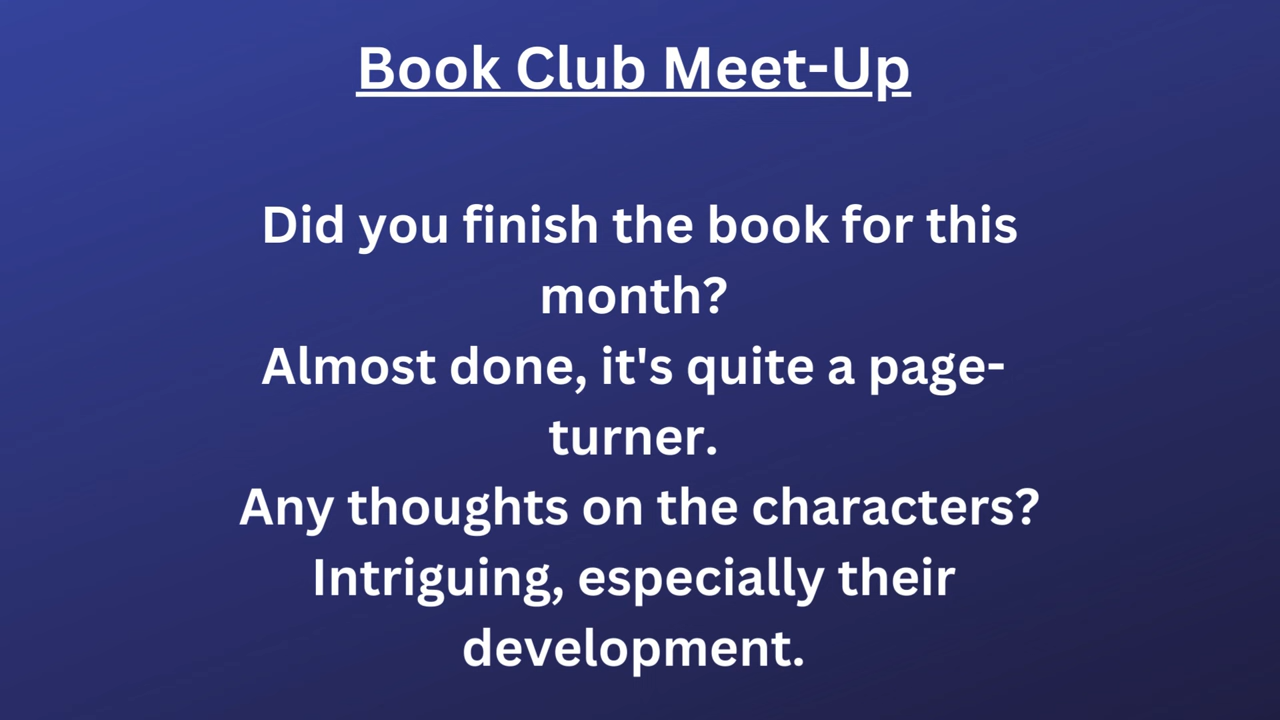 Book Club Meet-Up
Did you finish the book for this
month?
Almost done, it's quite a page-
turner.
Any thoughts on the characters?
Intriguing, especially their
development.